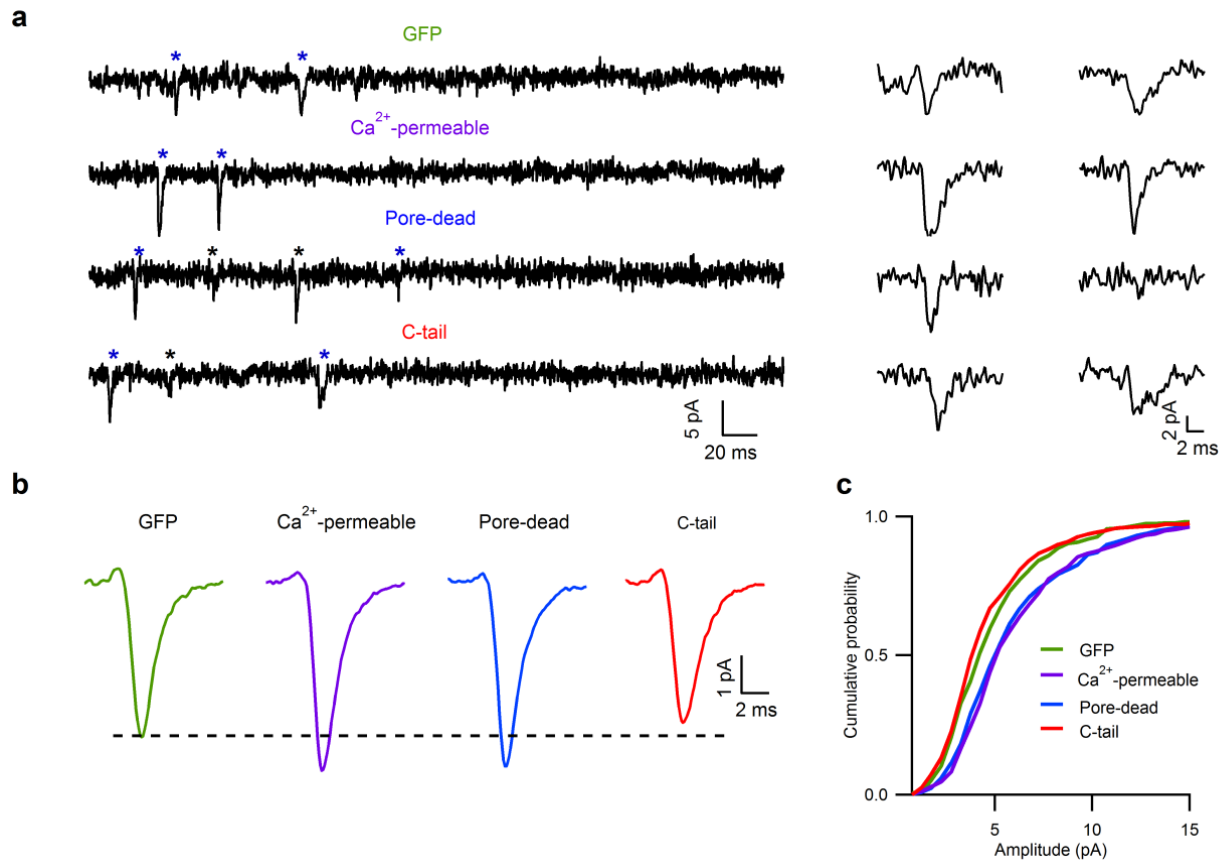 a
GFP
* *
Ca²⁺-permeable
* *
Pore-dead
* * * *
C-tail
* * *
5 pA
20 ms
2 pA
2 ms
b
GFP
Ca²⁺-permeable
Pore-dead
C-tail
1 pA
2 ms
c
Cumulative probability
1.0
0.5
0.0
GFP
Ca²⁺-permeable
Pore-dead
C-tail
5 10 15
Amplitude (pA)